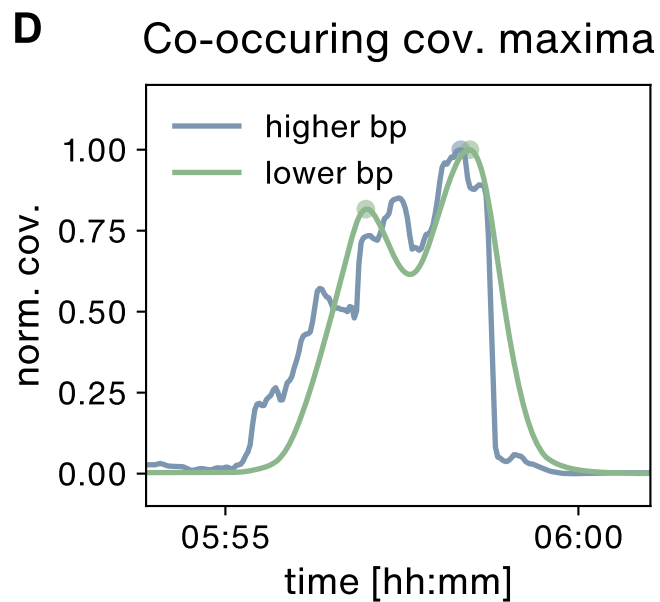 D
Co-occuring cov. maxima
higher bp
lower bp
norm. cov.
1.00
0.75
0.50
0.25
0.00
05:55
06:00
time [hh:mm]